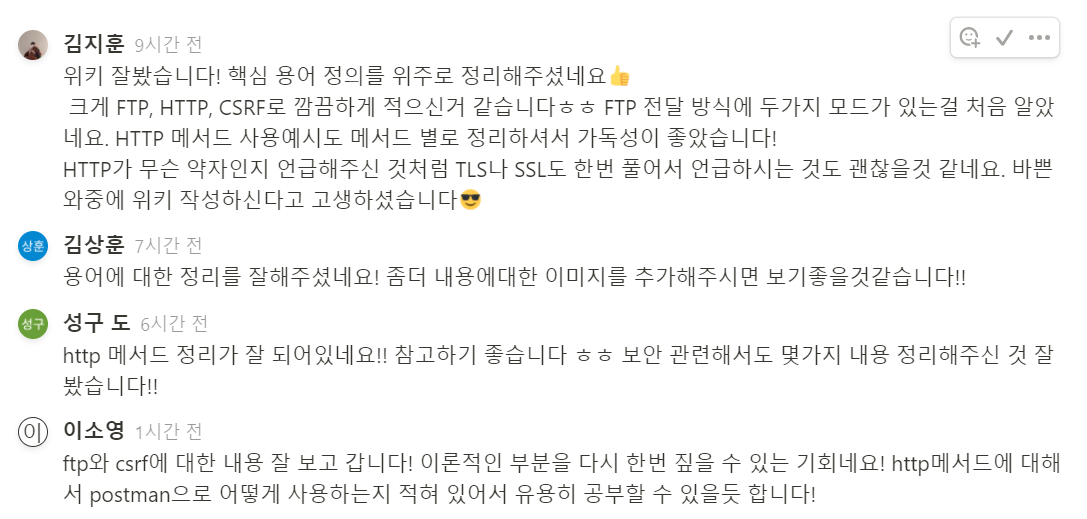 김지훈 9시간 전
위키 잘봤습니다! 핵심 용어 정의를 위주로 정리해주셨네요👍
크게 FTP, HTTP, CSRF로 깔끔하게 적으신거 같습니다ㅎㅎ FTP 전달 방식에 두가지 모드가 있는걸 처음 알았
네요. HTTP 메서드 사용예시도 메서드 별로 정리하셔서 가독성이 좋았습니다!
HTTP가 무슨 약자인지 언급해주신 것처럼 TLS나 SSL도 한번 풀어서 언급하시는 것도 괜찮을것 같네요. 바쁜
와중에 위키 작성하신다고 고생하셨습니다😎
상훈 김상훈 7시간 전
용어에 대한 정리를 잘해주셨네요! 좀더 내용에대한 이미지를 추가해주시면 보기좋을것같습니다!!
성구 성구 도 6시간 전
http 메서드 정리가 잘 되어있네요!! 참고하기 좋습니다 ㅎㅎ 보안 관련해서도 몇가지 내용 정리해주신 것 잘
봤습니다!!
이 이소영 1시간 전
ftp와 csrf에 대한 내용 잘 보고 갑니다! 이론적인 부분을 다시 한번 짚을 수 있는 기회네요! http메서드에 대해
서 postman으로 어떻게 사용하는지 적혀 있어서 유용히 공부할 수 있을듯 합니다!